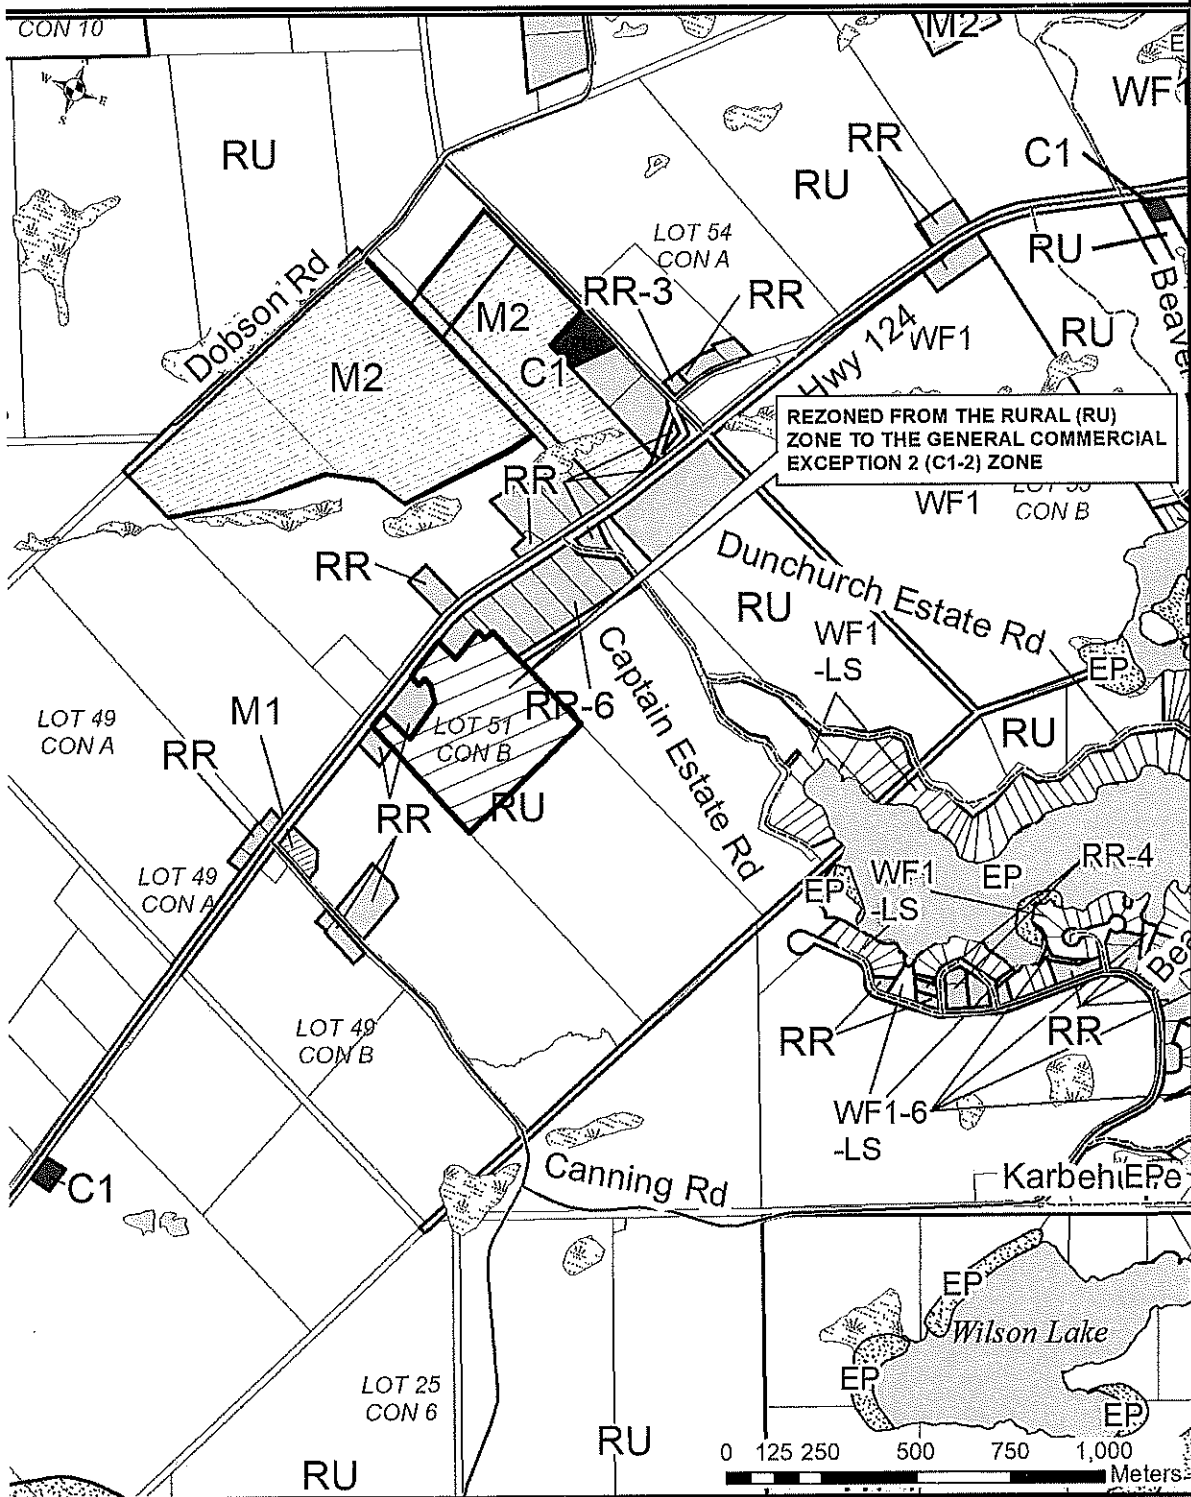 CON 10
M2
E
WF1
W
E
S
RU
RR
C1
RU
LOT 54
CON A
RU
RR-3
RR
Dobson Rd
M2
Hwy 124
WF1
RU
Beaver
M2
C1
REZONED FROM THE RURAL (RU)
ZONE TO THE GENERAL COMMERCIAL
EXCEPTION 2 (C1-2) ZONE
RR
WF1
CON B
RR
Dunchurch Estate Rd
RU
WF1
-LS
EP
Captain Estate Rd
RR-6
M1
LOT 49
CON A
LOT 51
CON B
RU
RR
RR
RU
LOT 49
CON A
EP
WF1
-LS
EP
RR-4
Bea
LOT 49
CON B
RR
RR
WF1-6
-LS
C1
Canning Rd
Karbehu
EP
e
EP
Wilson Lake
EP
EP
LOT 25
CON 6
RU
RU
0 125 250 500 750 1,000
Meters